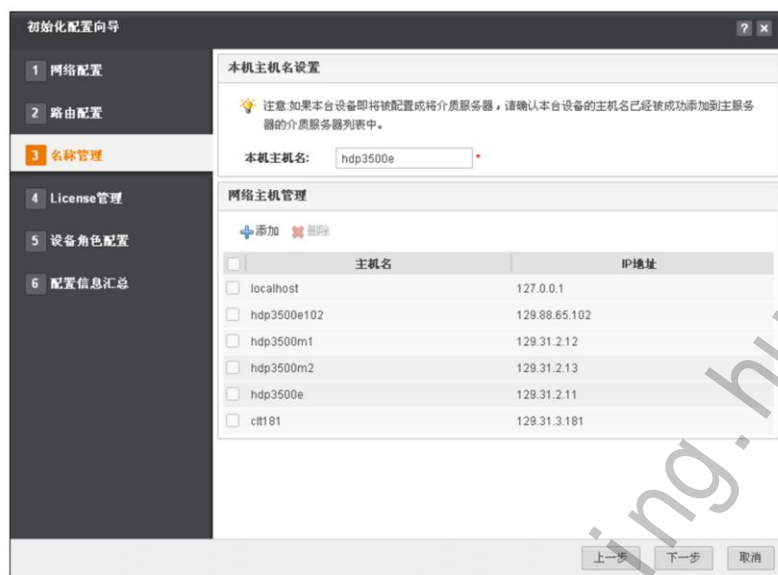 初始化配置向导
? ×
1 网络配置
2 路由配置
3 名称管理
4 License管理
5 设备角色配置
6 配置信息汇总
本机主机名设置
注意:如果本台设备即将被配置成将介质服务器,请确认本台设备的主机名已经被成功添加到主服务
器的介质服务器列表中。
本机主机名: hdp3500e *
网络主机管理
添加 删除
主机名 IP地址
localhost 127.0.0.1
hdp3500e102 129.88.65.102
hdp3500m1 129.31.2.12
hdp3500m2 129.31.2.13
hdp3500e 129.31.2.11
clt181 129.31.3.181
上一步 下一步 取消
ing.hu